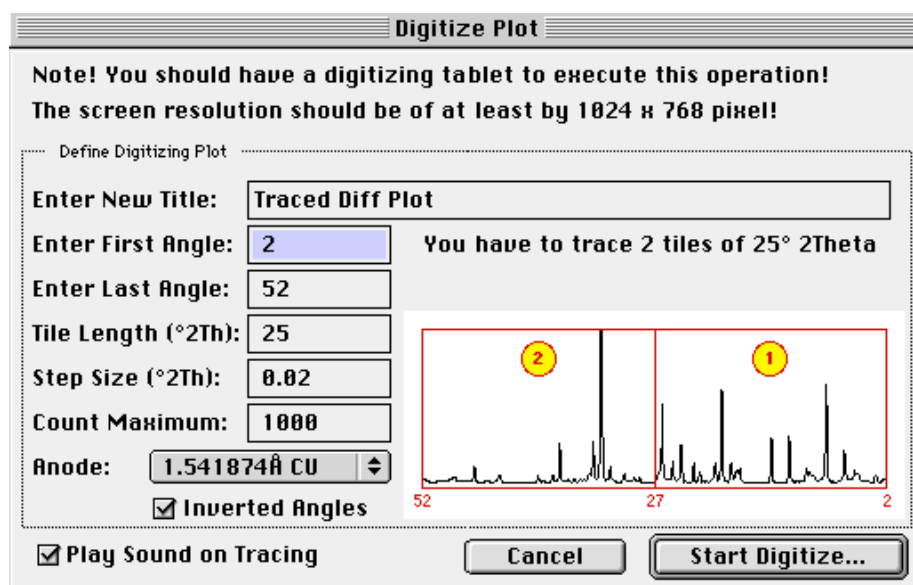 Digitize Plot
Note! You should have a digitizing tablet to execute this operation!
The screen resolution should be of at least by 1024 x 768 pixel!
Define Digitizing Plot
Enter New Title: Traced Diff Plot
Enter First Angle: 2 You have to trace 2 tiles of 25° 2Theta
Enter Last Angle: 52
Tile Length (°2Th): 25
Step Size (°2Th): 0.02
Count Maximum: 1000
Anode: 1.541874Å CU
Inverted Angles
2 1
52 27 2
Play Sound on Tracing Cancel Start Digitize...